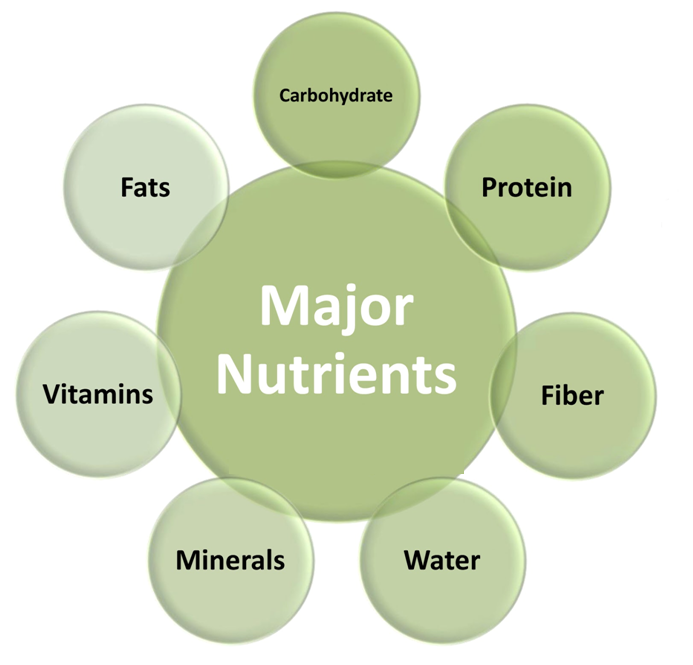 Carbohydrate
Protein
Fiber
Water
Minerals
Vitamins
Fats
Major
Nutrients